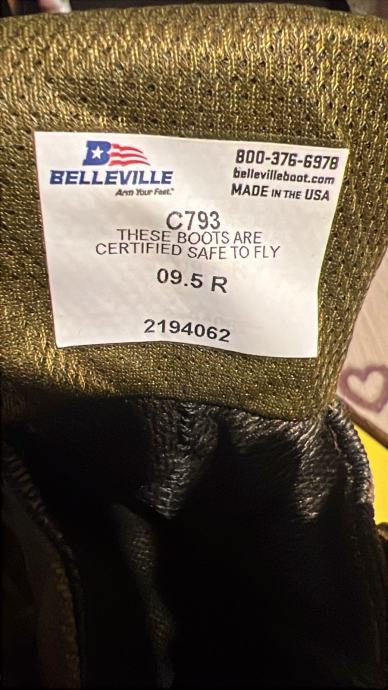 BELLEVILLE
Arm Your Feet.™
800-376-6978
bellevilleboot.com
MADE IN THE USA
C793
THESE BOOTS ARE
CERTIFIED SAFE TO FLY
09.5 R
2194062